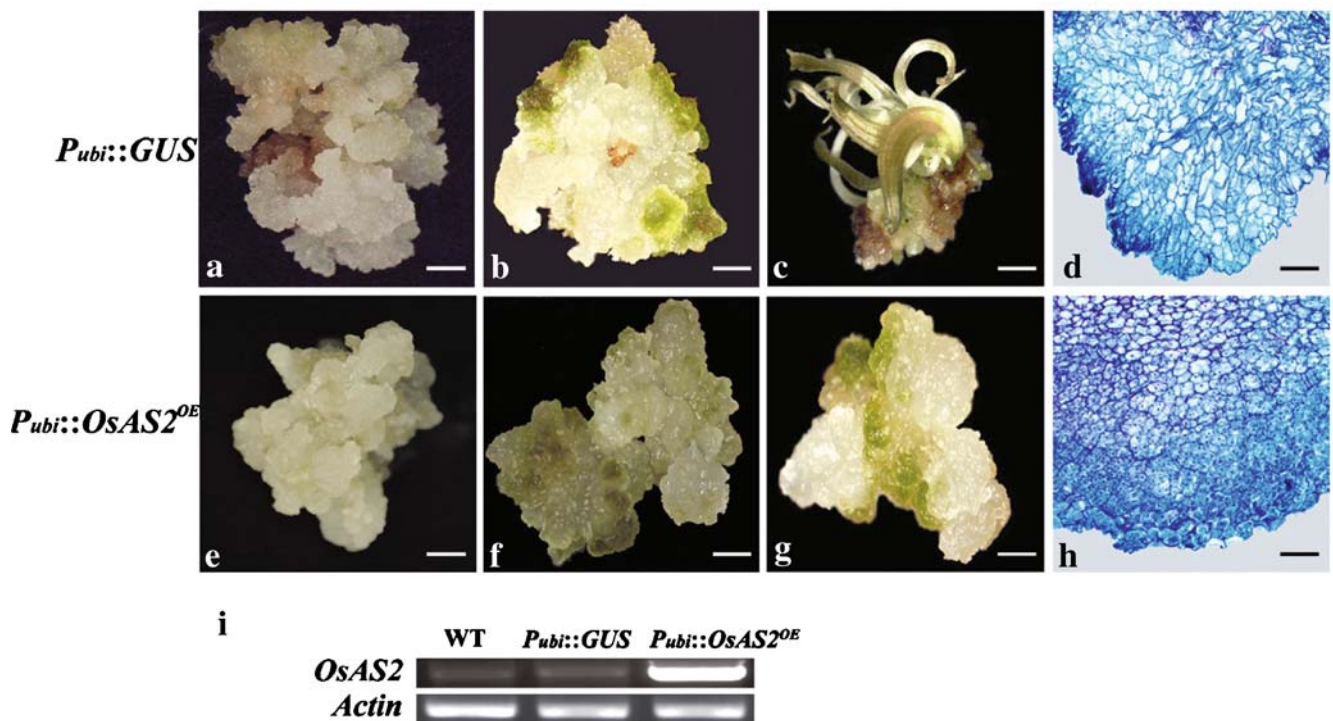 a b c d
Pubi::GUS
e f g h
Pubi::OsAS2OE
i
WT Pubi::GUS Pubi::OsAS2OE
OsAS2
Actin